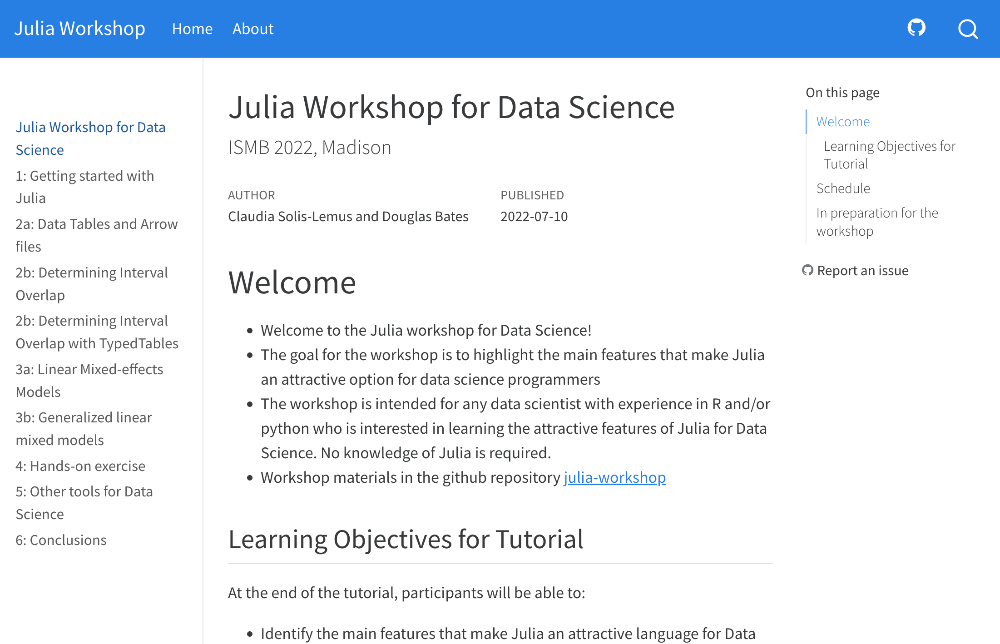 Julia Workshop Home About
Julia Workshop for Data
Science
1: Getting started with
Julia
2a: Data Tables and Arrow
files
2b: Determining Interval
Overlap
2b: Determining Interval
Overlap with TypedTables
3a: Linear Mixed-effects
Models
3b: Generalized linear
mixed models
4: Hands-on exercise
5: Other tools for Data
Science
6: Conclusions
Julia Workshop for Data Science
ISMB 2022, Madison
AUTHOR
Claudia Solis-Lemus and Douglas Bates
PUBLISHED
2022-07-10
Welcome
• Welcome to the Julia workshop for Data Science!
• The goal for the workshop is to highlight the main features that make Julia
an attractive option for data science programmers
• The workshop is intended for any data scientist with experience in R and/or
python who is interested in learning the attractive features of Julia for Data
Science. No knowledge of Julia is required.
• Workshop materials in the github repository julia-workshop
Learning Objectives for Tutorial
At the end of the tutorial, participants will be able to:
• Identify the main features that make Julia an attractive language for Data
On this page
Welcome
Learning Objectives for
Tutorial
Schedule
In preparation for the
workshop
Report an issue